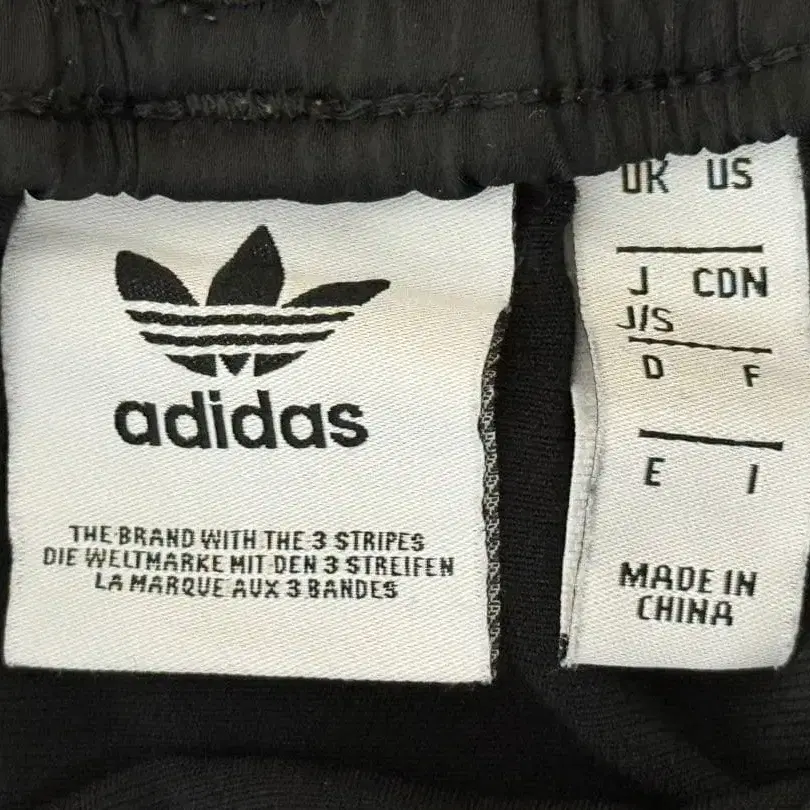 adidas
THE BRAND WITH THE 3 STRIPES
DIE WELTMARKE MIT DEN 3 STREIFEN
LA MARQUE AUX 3 BANDES
UK US
J CDN
J/S
D F
E I
MADE IN
CHINA